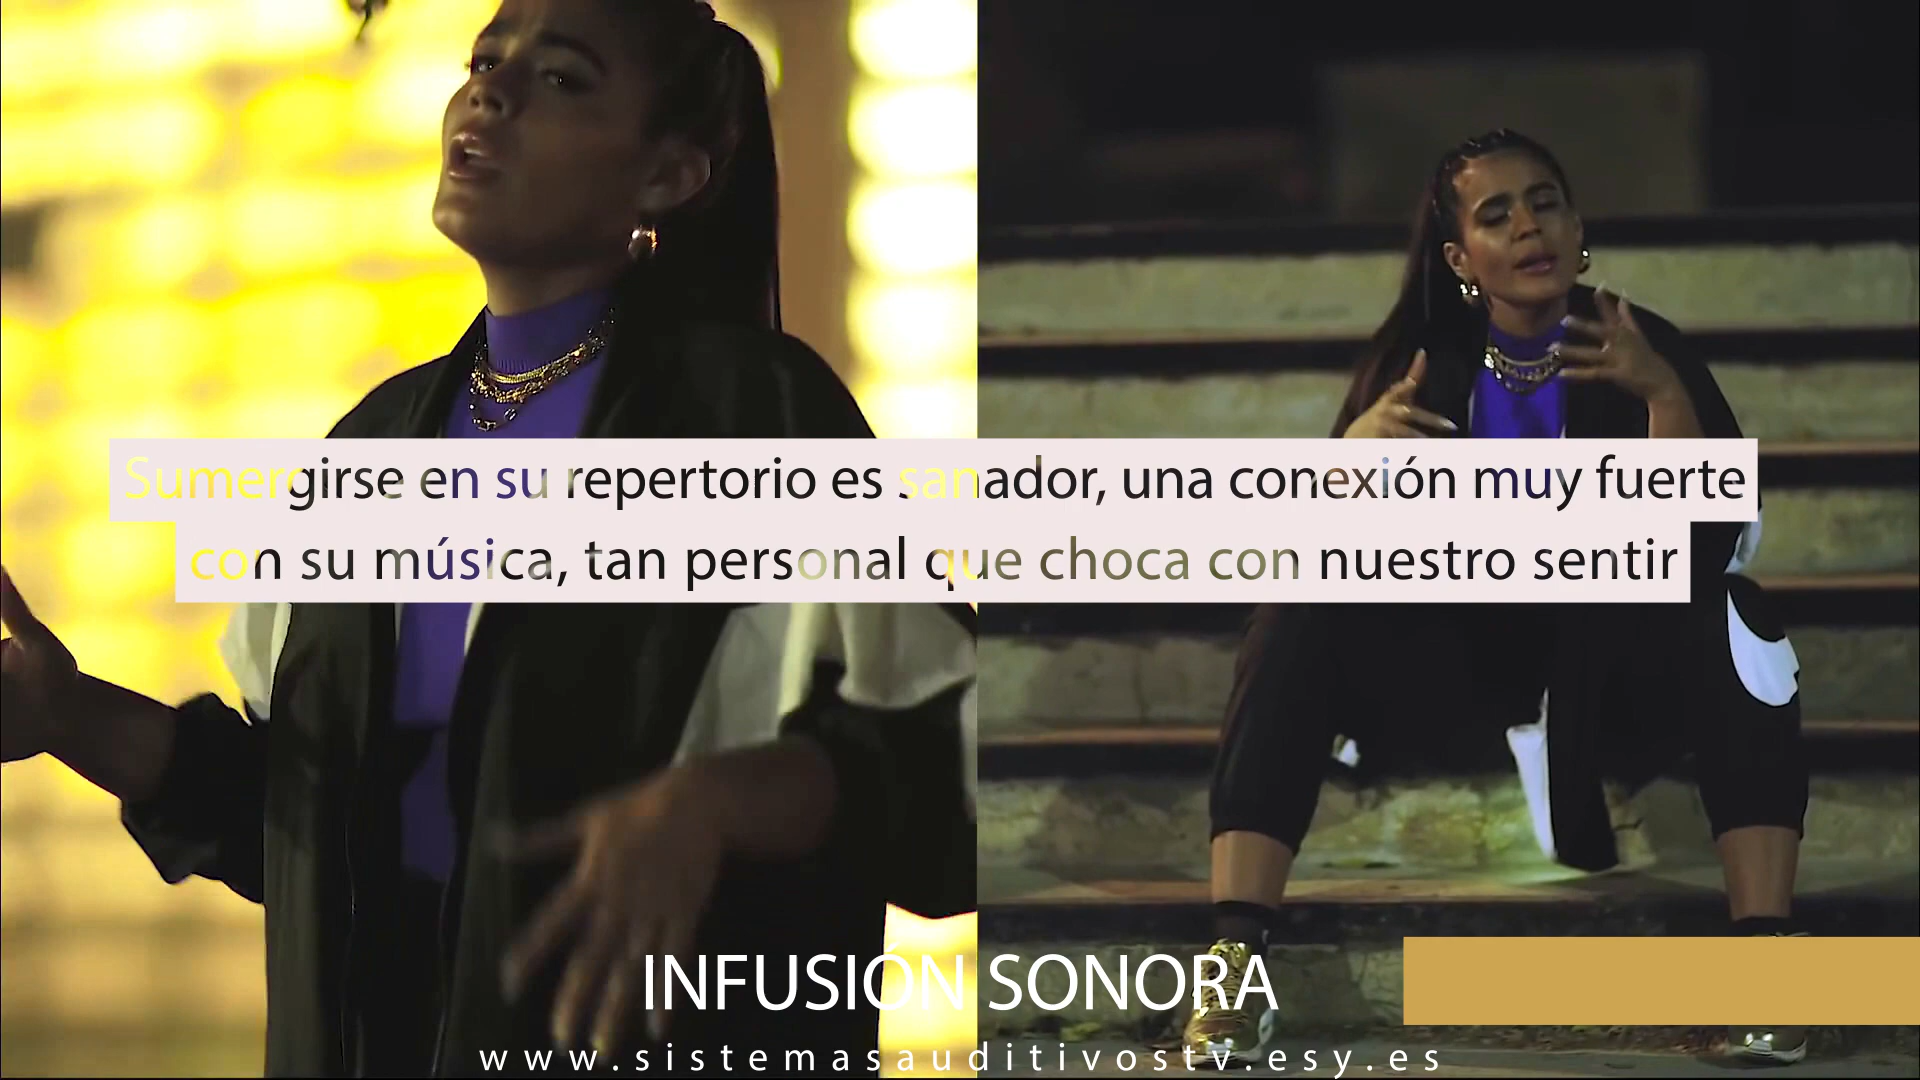 Sumergirse en su repertorio es sanador, una conexión muy fuerte
con su música, tan personal que choca con nuestro sentir
INFUSIÓN SONORA
www.sistemasauditivostv.esy.es